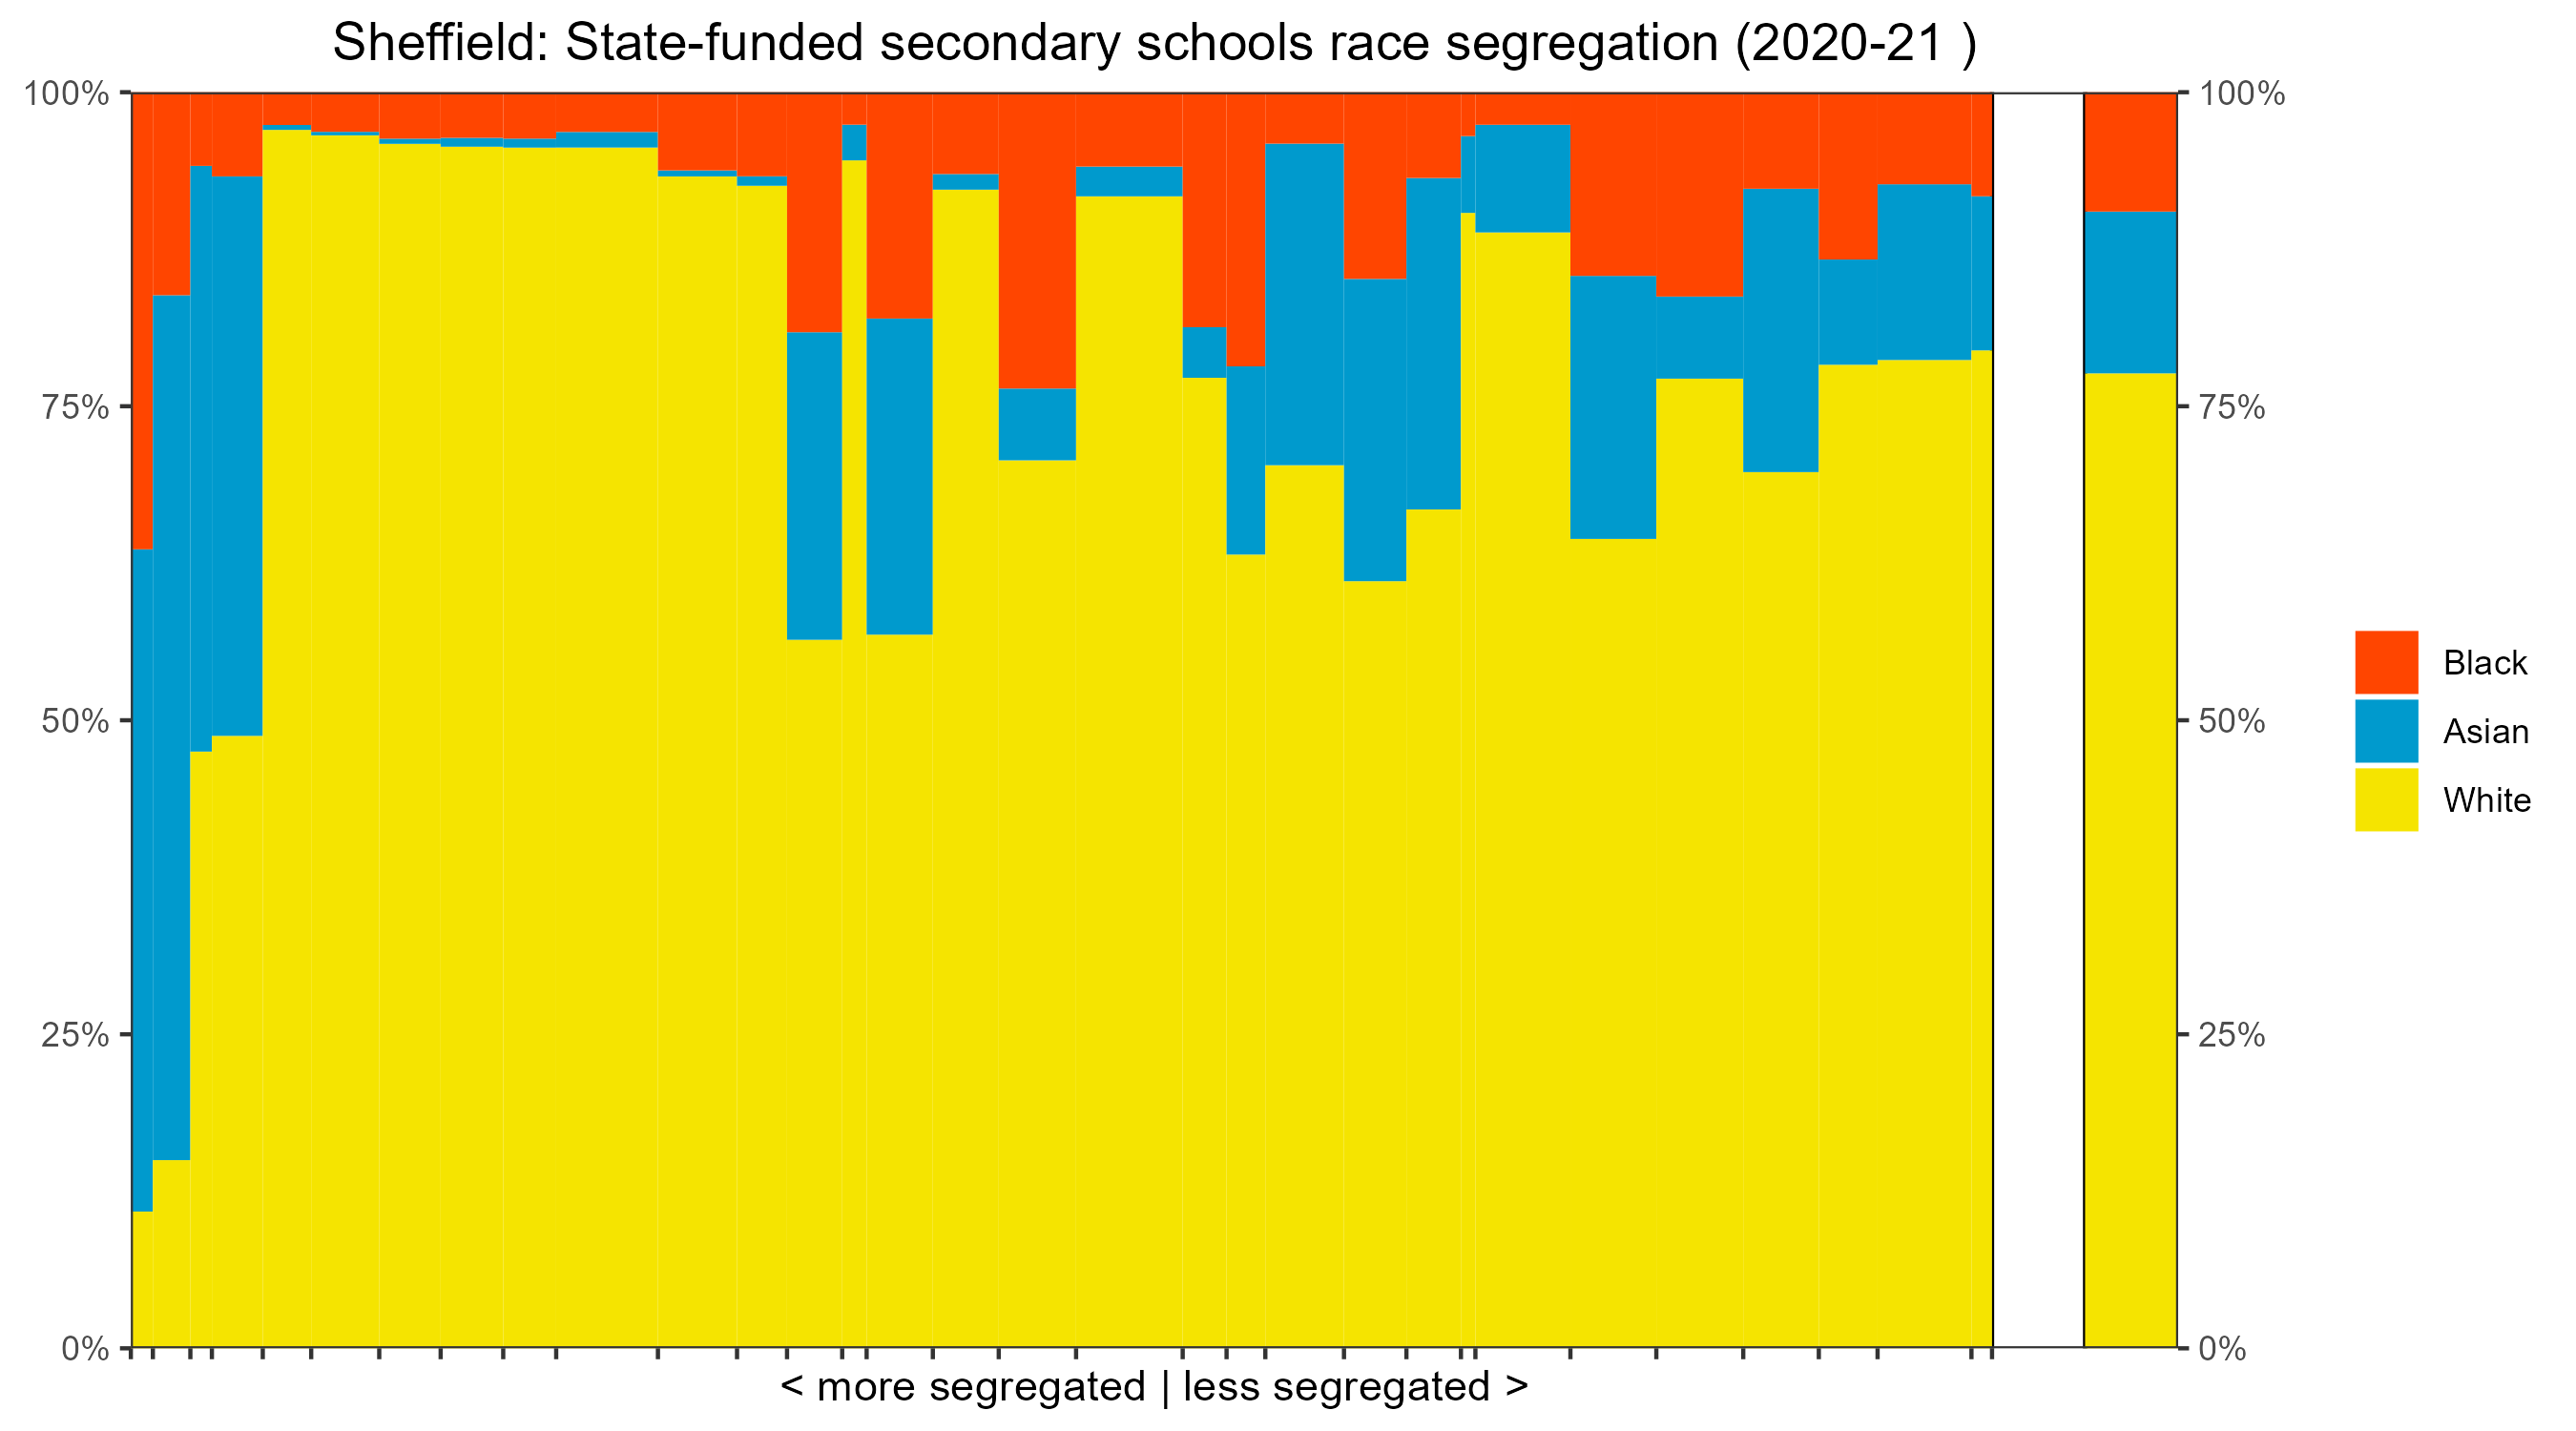 Sheffield: State-funded secondary schools race segregation (2020-21 )
100%
75%
50%
25%
0%
100%
75%
50%
25%
0%
Black
Asian
White
< more segregated | less segregated >